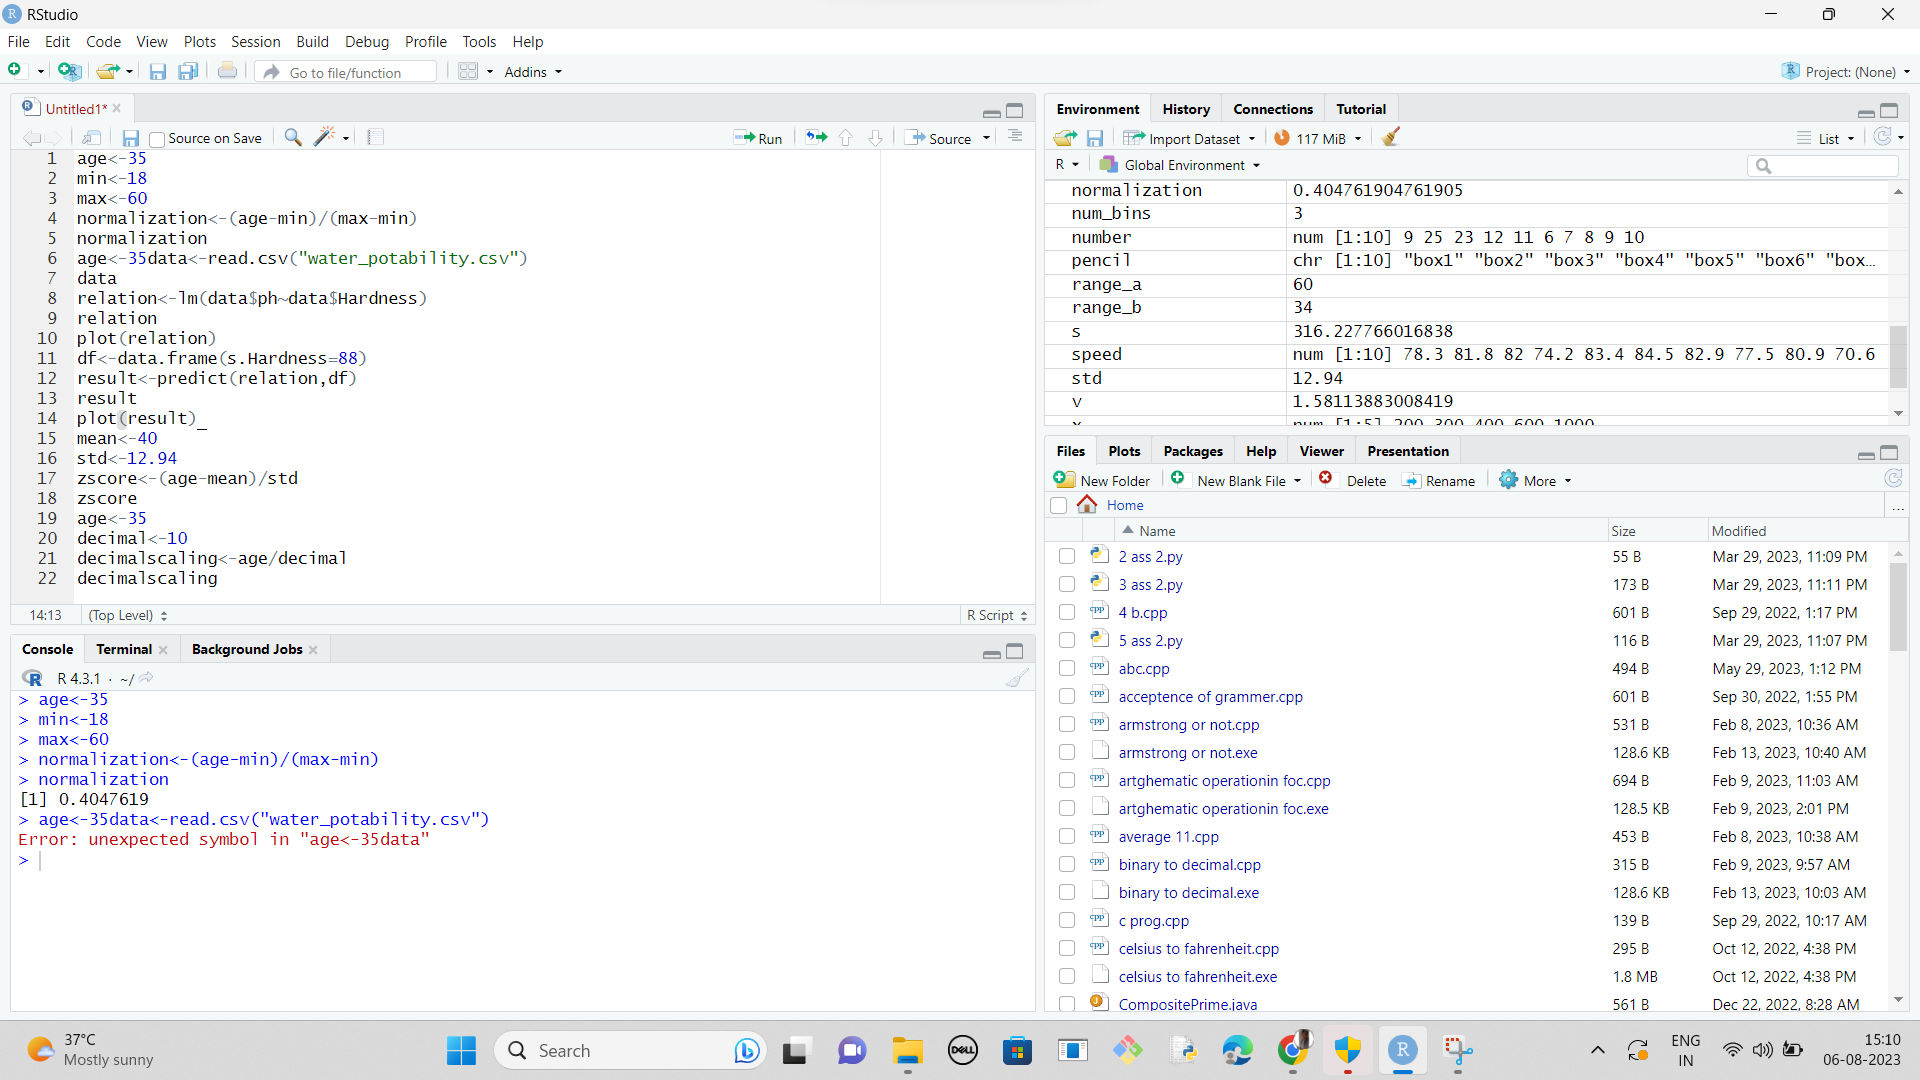 RStudio
File Edit Code View Plots Session Build Debug Profile Tools Help
Go to file/function Addins Project: (None)
Untitled1*
Source on Save Run Source
1 age<-35
2 min<-18
3 max<-60
4 normalization<-(age-min)/(max-min)
5 normalization
6 age<-35data<-read.csv("water_potability.csv")
7 data
8 relation<-lm(data$ph~data$Hardness)
9 relation
10 plot(relation)
11 df<-data.frame(s.Hardness=88)
12 result<-predict(relation,df)
13 result
14 plot(result)_
15 mean<-40
16 std<-12.94
17 zscore<-(age-mean)/std
18 zscore
19 age<-35
20 decimal<-10
21 decimalscaling<-age/decimal
22 decimalscaling
14:13 (Top Level) R Script
Console Terminal Background Jobs
R 4.3.1 · ~/
> age<-35
> min<-18
> max<-60
> normalization<-(age-min)/(max-min)
> normalization
[1] 0.4047619
> age<-35data<-read.csv("water_potability.csv")
Error: unexpected symbol in "age<-35data"
>
Environment History Connections Tutorial
Import Dataset 117 MiB List
R Global Environment
normalization 0.404761904761905
num_bins 3
number num [1:10] 9 25 23 12 11 6 7 8 9 10
pencil chr [1:10] "box1" "box2" "box3" "box4" "box5" "box6" "box…
range_a 60
range_b 34
s 316.227766016838
speed num [1:10] 78.3 81.8 82 74.2 83.4 84.5 82.9 77.5 80.9 70.6
std 12.94
v 1.58113883008419
x num [1:5] 200 300 400 600 1000
Files Plots Packages Help Viewer Presentation
New Folder New Blank File Delete Rename More
Home ...
Name Size Modified
2 ass 2.py 55 B Mar 29, 2023, 11:09 PM
3 ass 2.py 173 B Mar 29, 2023, 11:11 PM
4 b.cpp 601 B Sep 29, 2022, 1:17 PM
5 ass 2.py 116 B Mar 29, 2023, 11:07 PM
abc.cpp 494 B May 29, 2023, 1:12 PM
acceptence of grammer.cpp 601 B Sep 30, 2022, 1:55 PM
armstrong or not.cpp 531 B Feb 8, 2023, 10:36 AM
armstrong or not.exe 128.6 KB Feb 13, 2023, 10:40 AM
artghematic operationin foc.cpp 694 B Feb 9, 2023, 11:03 AM
artghematic operationin foc.exe 128.5 KB Feb 9, 2023, 2:01 PM
average 11.cpp 453 B Feb 8, 2023, 10:38 AM
binary to decimal.cpp 315 B Feb 9, 2023, 9:57 AM
binary to decimal.exe 128.6 KB Feb 13, 2023, 10:03 AM
c prog.cpp 139 B Sep 29, 2022, 10:17 AM
celsius to fahrenheit.cpp 295 B Oct 12, 2022, 4:38 PM
celsius to fahrenheit.exe 1.8 MB Oct 12, 2022, 4:38 PM
CompositePrime.java 561 B Dec 22, 2022, 8:28 AM
37°C
Mostly sunny
Search
DELL
ENG
IN
15:10
06-08-2023